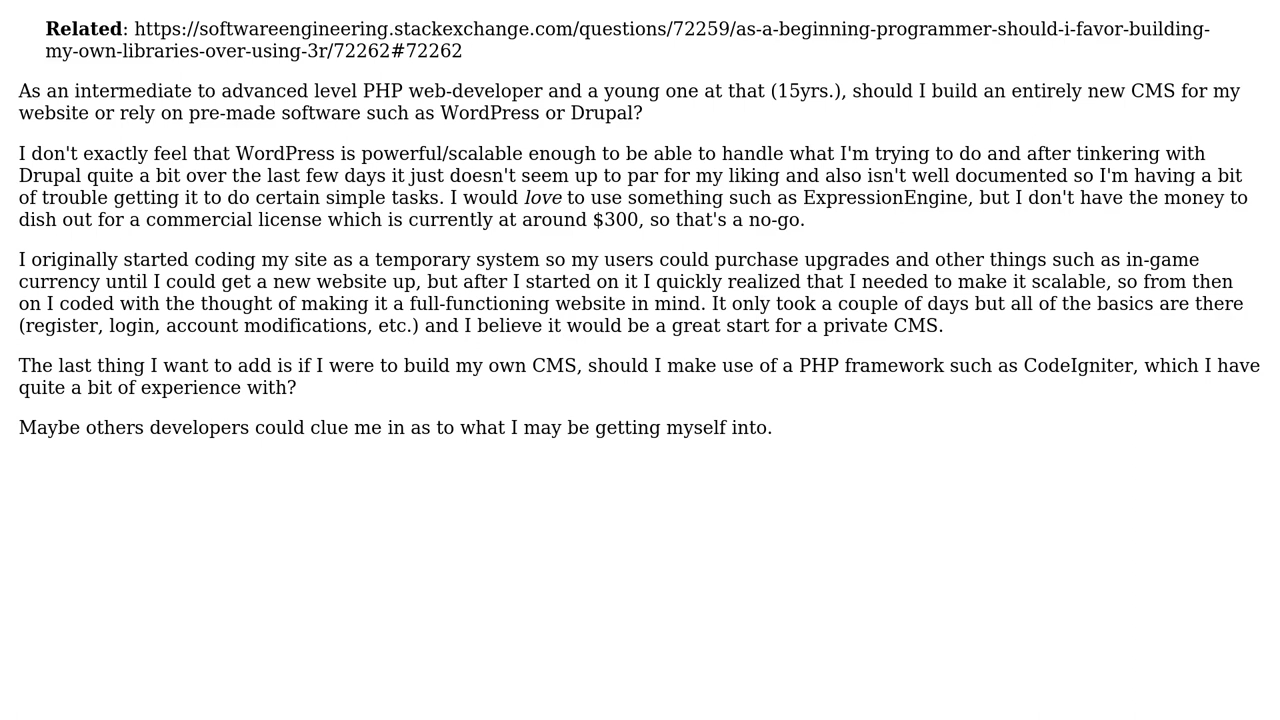 Related: https://softwareengineering.stackexchange.com/questions/72259/as-a-beginning-programmer-should-i-favor-building-
my-own-libraries-over-using-3r/72262#72262
As an intermediate to advanced level PHP web-developer and a young one at that (15yrs.), should I build an entirely new CMS for my
website or rely on pre-made software such as WordPress or Drupal?
I don't exactly feel that WordPress is powerful/scalable enough to be able to handle what I'm trying to do and after tinkering with
Drupal quite a bit over the last few days it just doesn't seem up to par for my liking and also isn't well documented so I'm having a bit
of trouble getting it to do certain simple tasks. I would love to use something such as ExpressionEngine, but I don't have the money to
dish out for a commercial license which is currently at around $300, so that's a no-go.
I originally started coding my site as a temporary system so my users could purchase upgrades and other things such as in-game
currency until I could get a new website up, but after I started on it I quickly realized that I needed to make it scalable, so from then
on I coded with the thought of making it a full-functioning website in mind. It only took a couple of days but all of the basics are there
(register, login, account modifications, etc.) and I believe it would be a great start for a private CMS.
The last thing I want to add is if I were to build my own CMS, should I make use of a PHP framework such as CodeIgniter, which I have
quite a bit of experience with?
Maybe others developers could clue me in as to what I may be getting myself into.